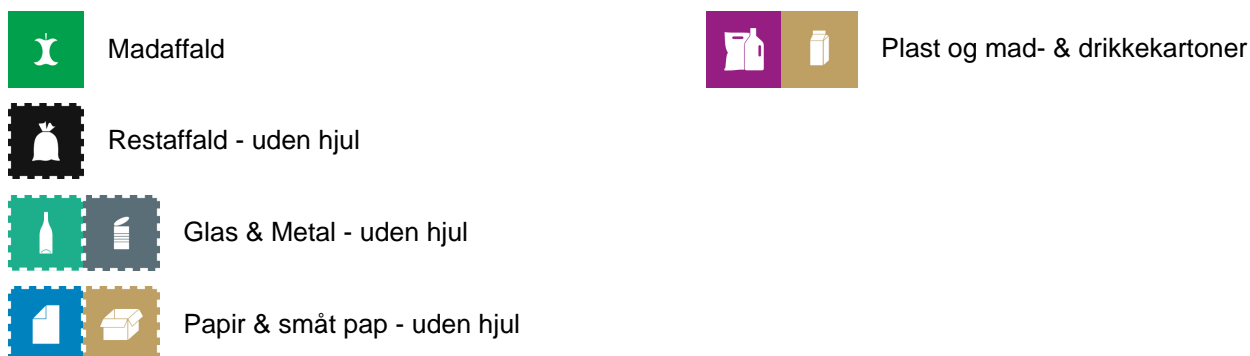 Madaffald
Restaffald - uden hjul
Glas & Metal - uden hjul
Papir & småt pap - uden hjul
Plast og mad- & drikkekartoner